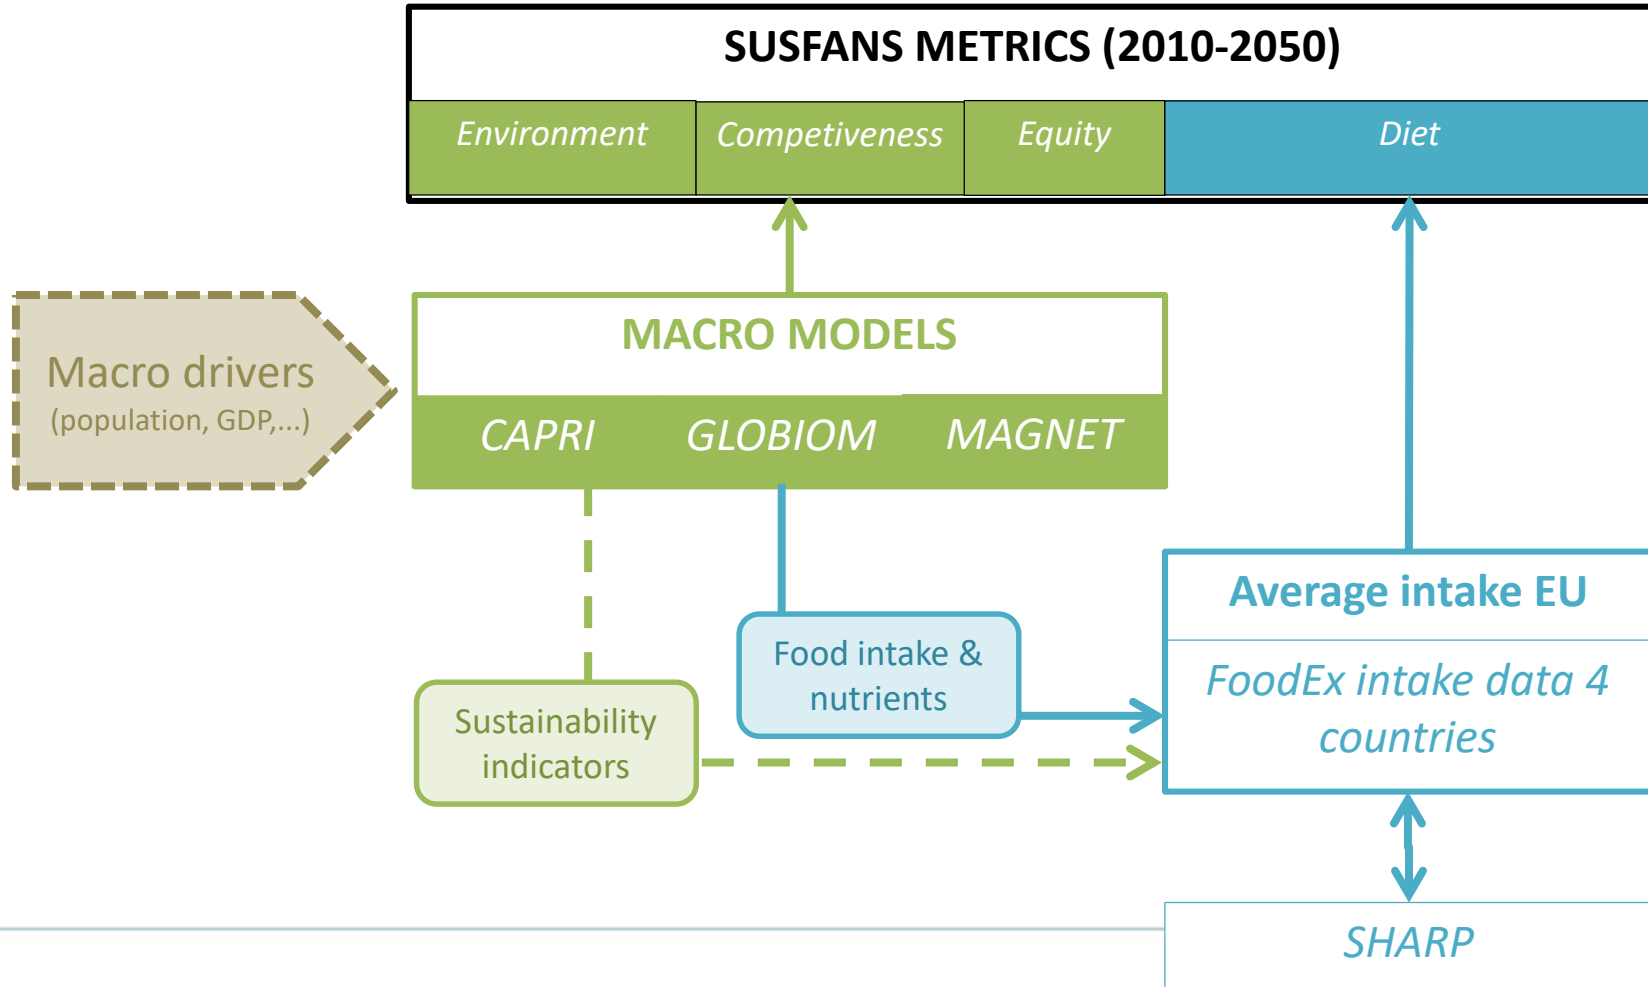 SUSFANS METRICS (2010-2050)
Environment
Competiveness
Equity
Diet
Macro drivers
(population, GDP,...)
MACRO MODELS
CAPRI
GLOBIOM
MAGNET
Food intake &
nutrients
Sustainability
indicators
Average intake EU
FoodEx intake data 4
countries
SHARP